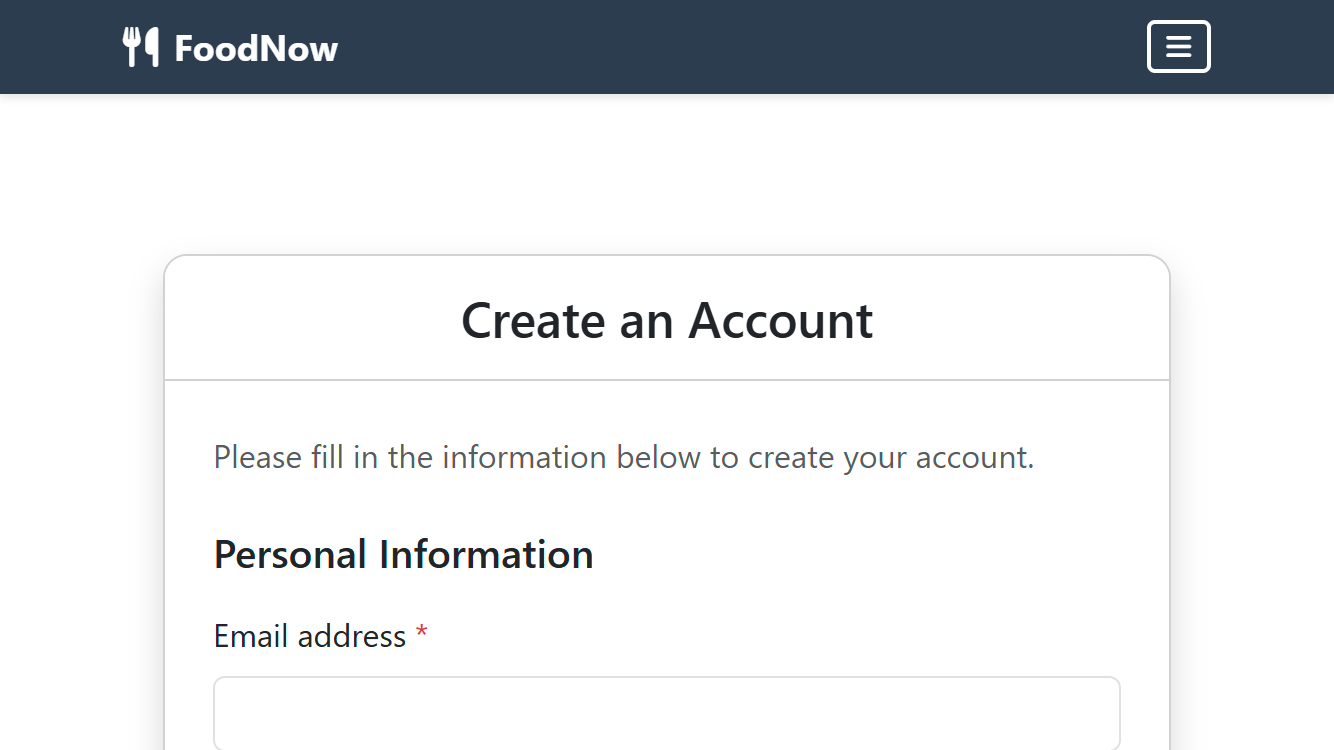 FoodNow
Create an Account
Please fill in the information below to create your account.
Personal Information
Email address *